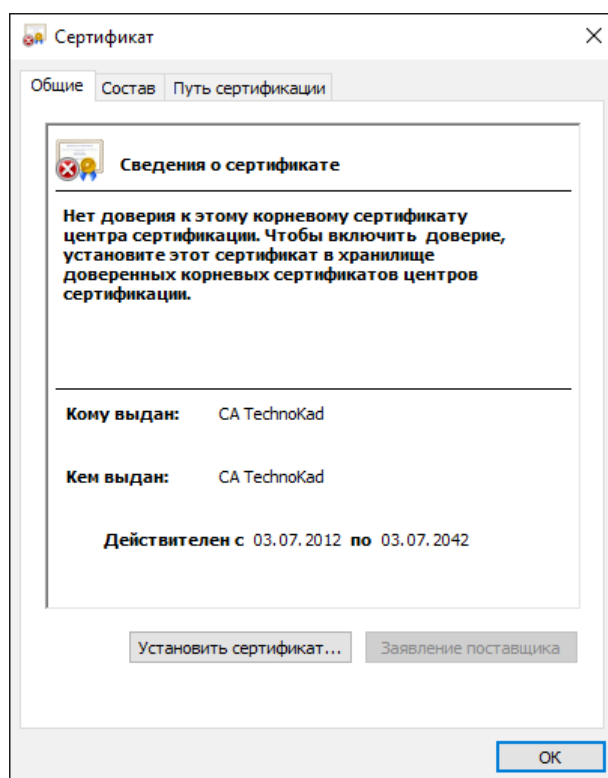 Сертификат
Общие Состав Путь сертификации
Сведения о сертификате
Нет доверия к этому корневому сертификату
центра сертификации. Чтобы включить доверие,
установите этот сертификат в хранилище
доверенных корневых сертификатов центров
сертификации.
Кому выдан: CA TechnoKad
Кем выдан: CA TechnoKad
Действителен с 03.07.2012 по 03.07.2042
Установить сертификат... Заявление поставщика
ОК